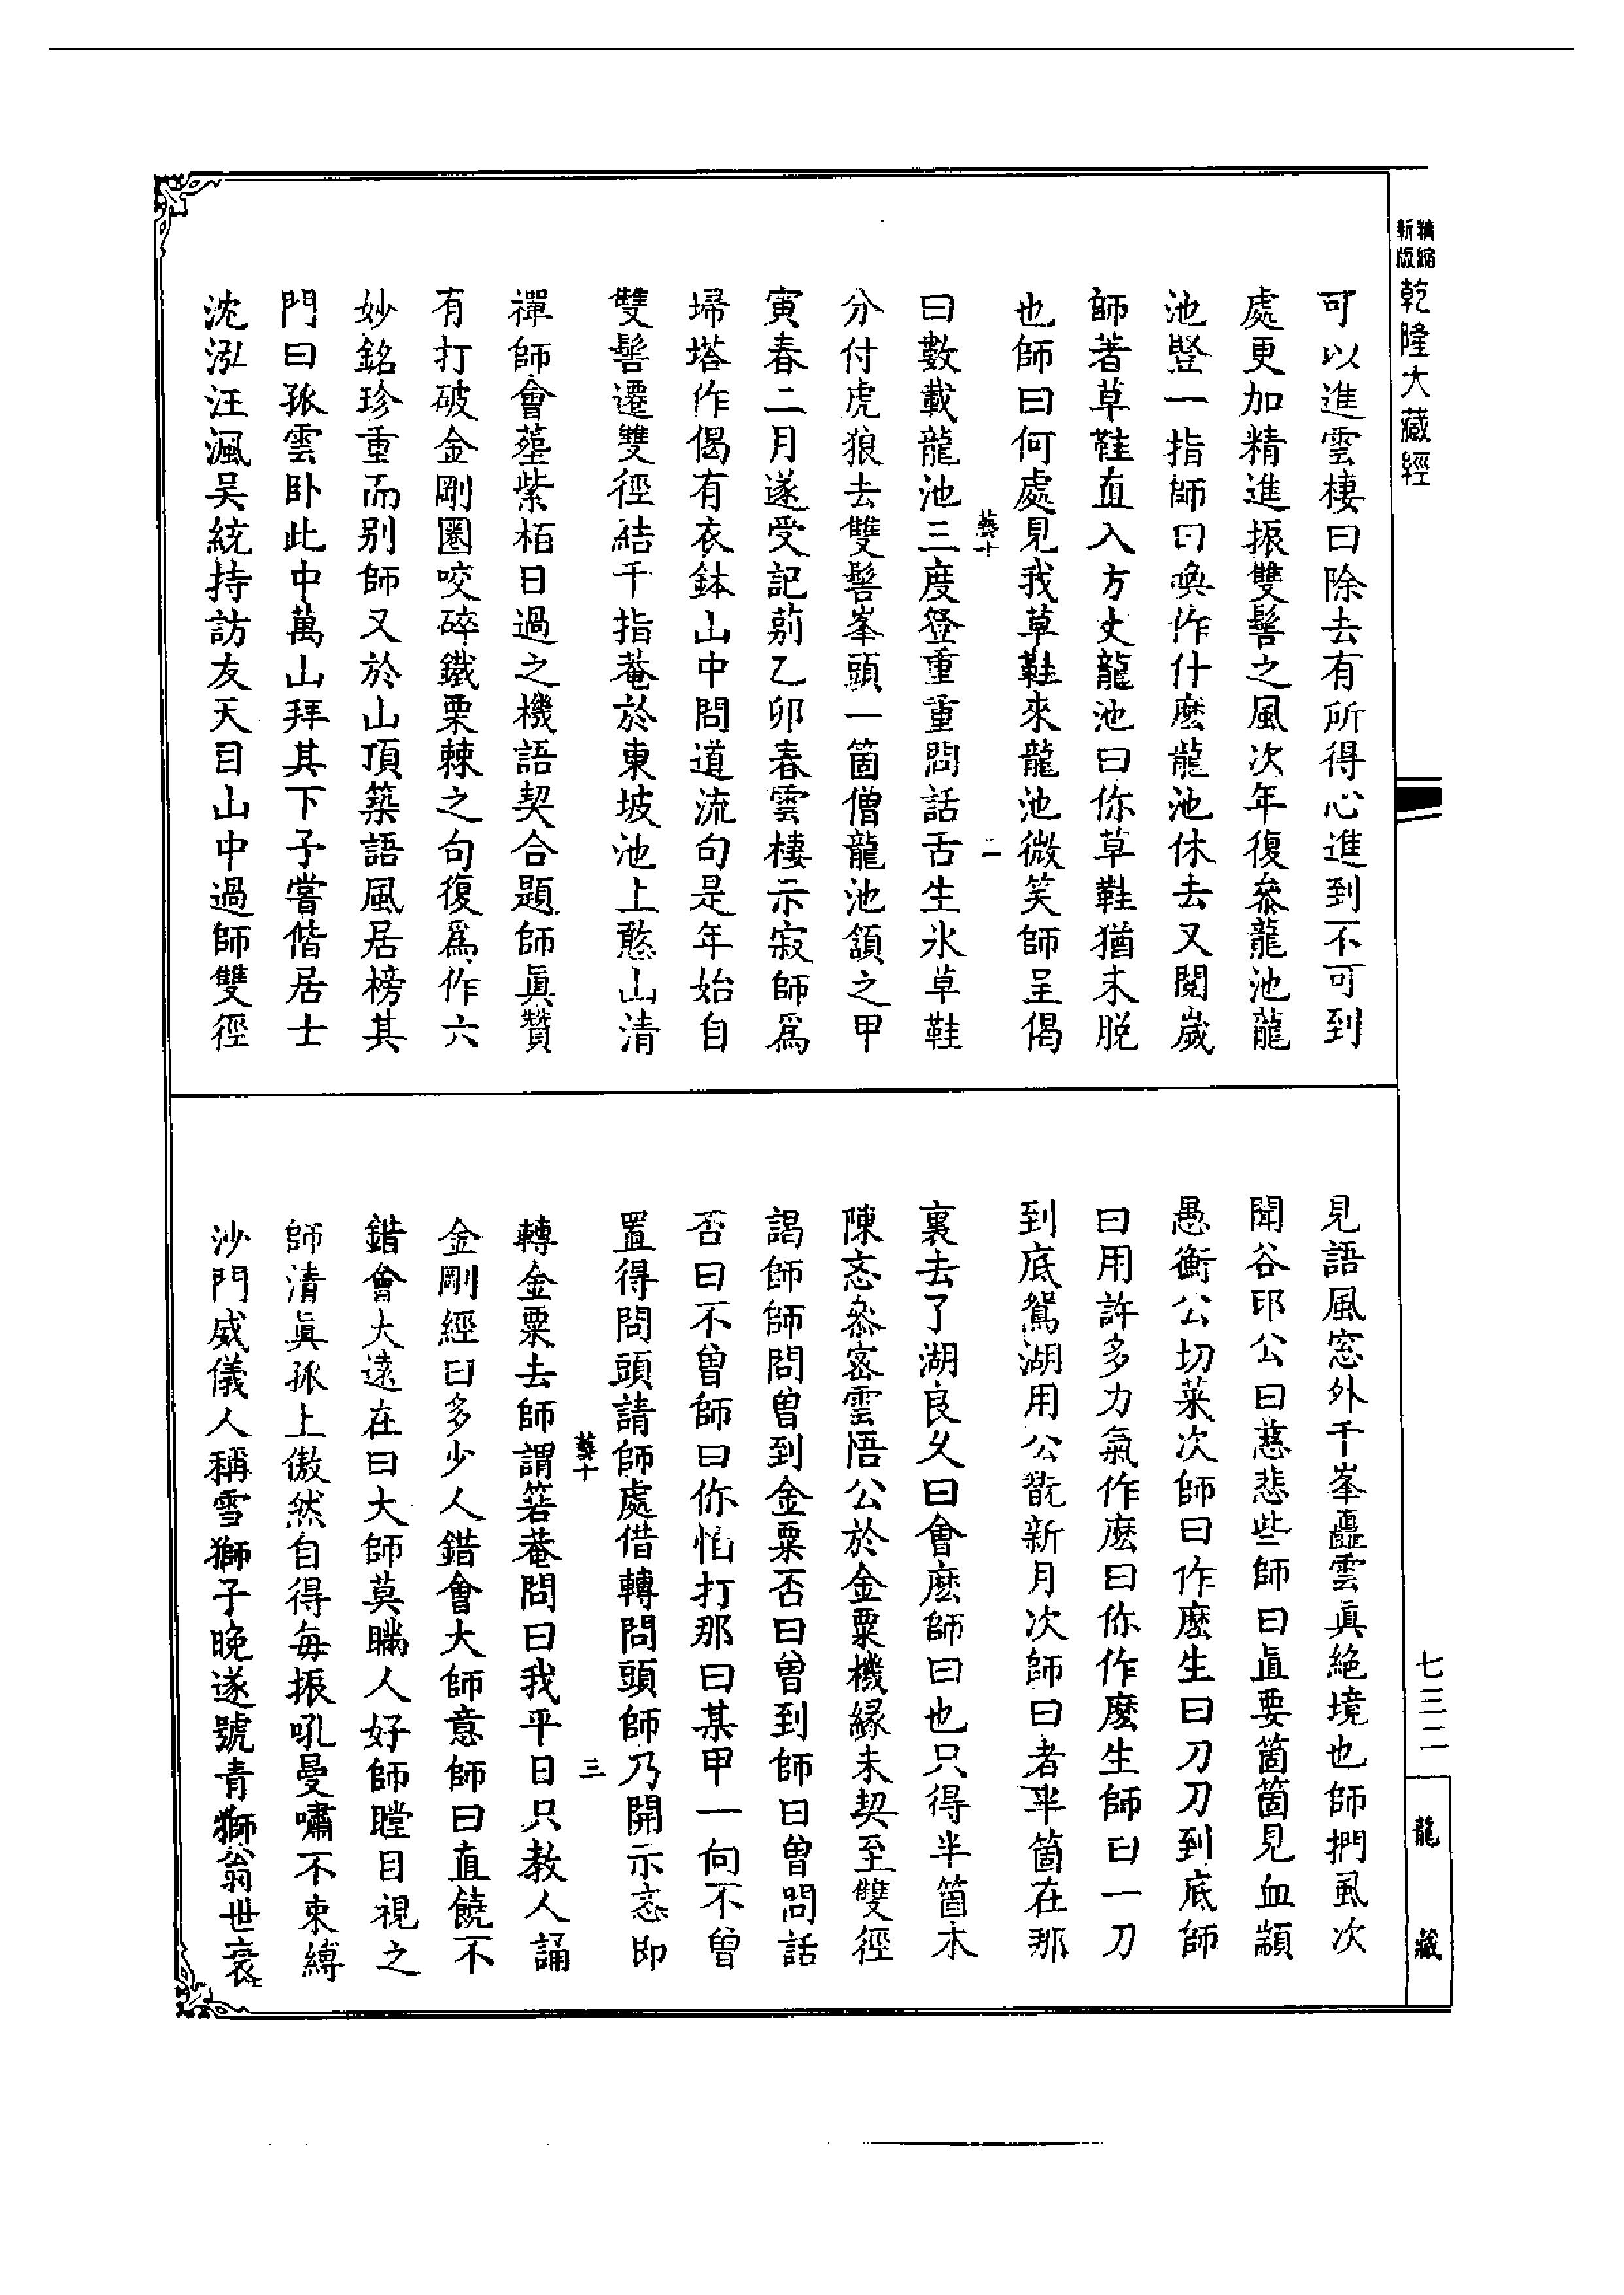 精縮
新版
乾隆大藏經
可以進雲棲曰除去有所得心進到不可到
處更加精進振雙髻之風次年復叅龍池龍
池豎一指師曰喚作什麽龍池休去又閱歲
師著草鞋直入方丈龍池曰你草鞋猶未脫
也師曰何處見我草鞋來龍池微笑師呈偈
藝十
二
曰數載龍池三度登重重問話舌生氷草鞋
分付虎狼去雙髻峯頭一箇僧龍池頷之甲
寅春二月遂受記莂乙卯春雲棲示寂師爲
埽塔作偈有衣鉢山中問道流句是年始自
雙髻遷雙徑結千指菴於東坡池上憨山清
禪師會塟紫栢日過之機語契合題師眞贊
有打破金剛圏咬碎鐵栗棘之句復爲作六
妙銘珍重而别師又於山頂築語風居榜其
門曰孤雲卧此中萬山拜其下子嘗偕居士
沈泓汪渢吴統持訪友天目山中過師雙徑
見語風窓外千峯矗雲眞絶境也師捫虱次
聞谷印公曰慈悲些師曰直要箇箇見血顓
愚衡公切菜次師曰作麽生曰刀刀到底師
曰用許多力氣作麽曰你作麽生師曰一刀
到底鴛湖用公翫新月次師曰者半箇在那
裏去了湖良久曰會麽師曰也只得半箇木
陳忞叅密雲悟公於金粟機緣未契至雙徑
謁師師問曾到金粟否曰曾到師曰曾問話
否曰不曾師曰你怕打那曰某甲一向不曾
置得問頭請師處借轉問頭師乃開示忞即
藝十
三
轉金粟去師謂箬菴問曰我平日只教人誦
金剛經曰多少人錯會大師意師曰直饒不
錯會大遠在曰大師莫瞞人好師瞠目視之
師清眞孤上傲然自得每振吼曼嘯不束縛
沙門威儀人稱雪獅子晚遂號青獅翁世衰
七三二
龍藏